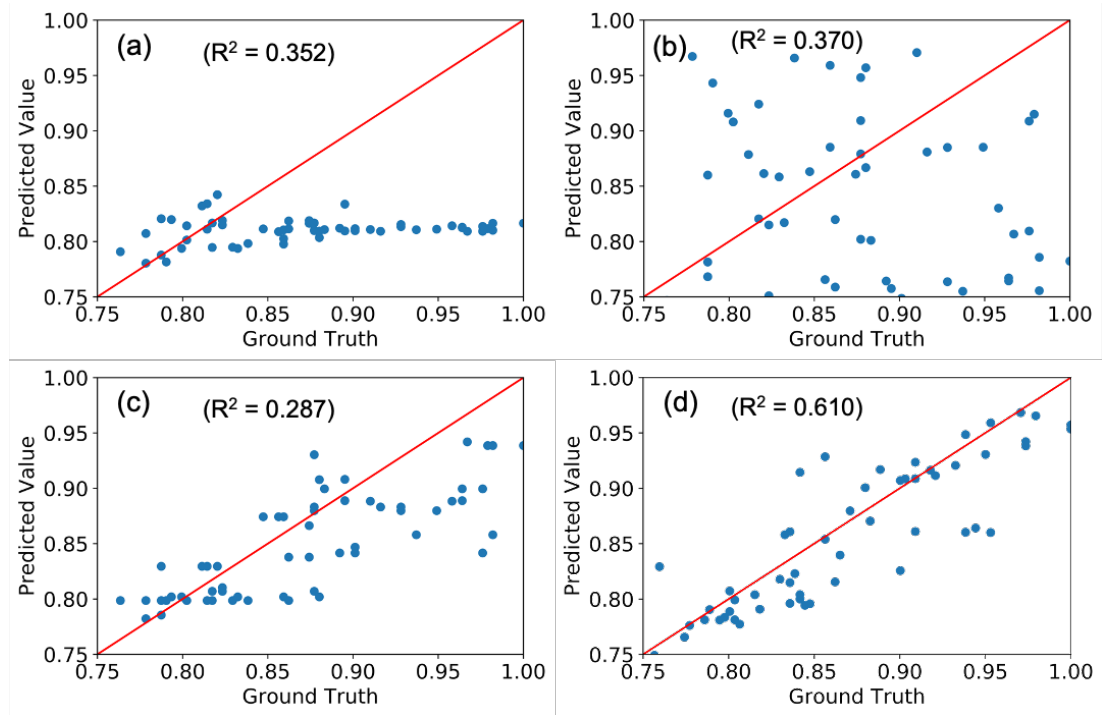 (a)
(R² = 0.352)
1.00
0.95
0.90
0.85
0.80
0.75
Predicted Value
0.75 0.80 0.85 0.90 0.95 1.00
Ground Truth
(b)
(R² = 0.370)
1.00
0.95
0.90
0.85
0.80
0.75
Predicted Value
0.75 0.80 0.85 0.90 0.95 1.00
Ground Truth
(c)
(R² = 0.287)
1.00
0.95
0.90
0.85
0.80
0.75
Predicted Value
0.75 0.80 0.85 0.90 0.95 1.00
Ground Truth
(d)
(R² = 0.610)
1.00
0.95
0.90
0.85
0.80
0.75
Predicted Value
0.75 0.80 0.85 0.90 0.95 1.00
Ground Truth